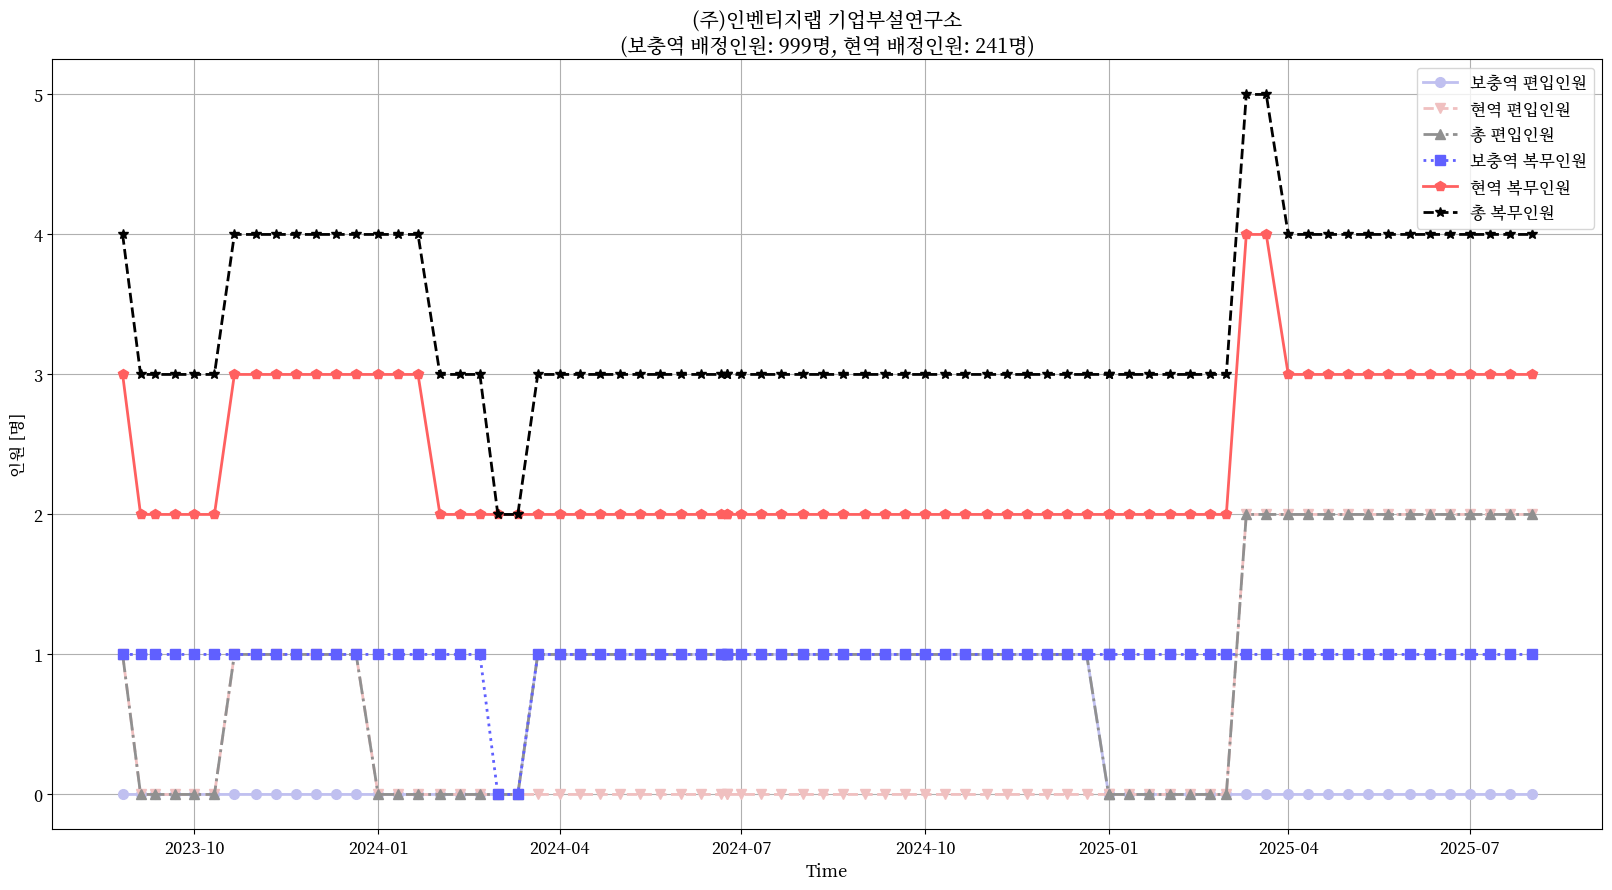 (주)인벤티지랩 기업부설연구소
(보충역 배정인원: 999명, 현역 배정인원: 241명)
보충역 편입인원
현역 편입인원
총 편입인원
보충역 복무인원
현역 복무인원
총 복무인원
인원 [명]
5
4
3
2
1
0
2023-10
2024-01
2024-04
2024-07
2024-10
2025-01
2025-04
2025-07
Time